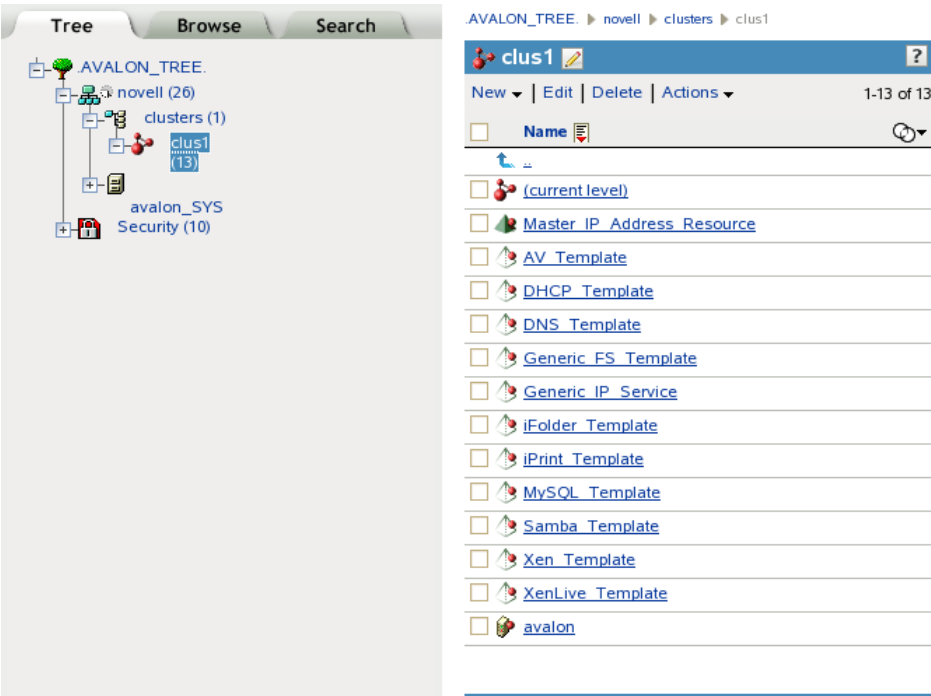 Tree Browse Search
.AVALON_TREE.
novell (26)
clusters (1)
clus1
(13)
avalon_SYS
Security (10)
.AVALON_TREE. novell clusters clus1
clus1 ?
New Edit Delete Actions 1-13 of 13
Name
..
(current level)
Master_IP_Address_Resource
AV_Template
DHCP_Template
DNS_Template
Generic_FS_Template
Generic_IP_Service
iFolder_Template
iPrint_Template
MySQL_Template
Samba_Template
Xen_Template
XenLive_Template
avalon